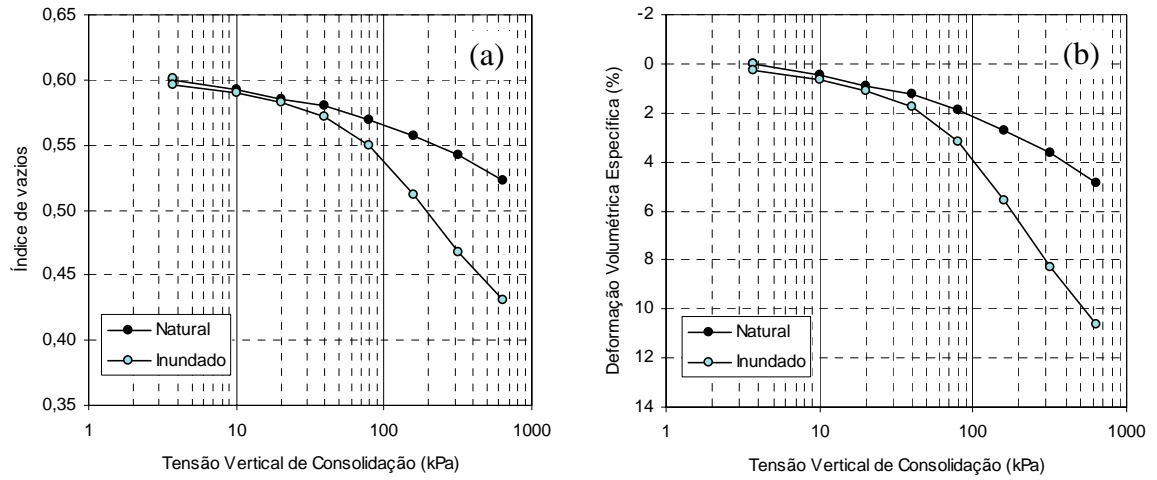 (a)
Índice de vazios
0,65
0,60
0,55
0,50
0,45
0,40
0,35
Natural
Inundado
1
10
100
1000
Tensão Vertical de Consolidação (kPa)
(b)
Deformação Volumétrica Específica (%)
-2
0
2
4
6
8
10
12
14
Natural
Inundado
1
10
100
1000
Tensão Vertical de Consolidação (kPa)